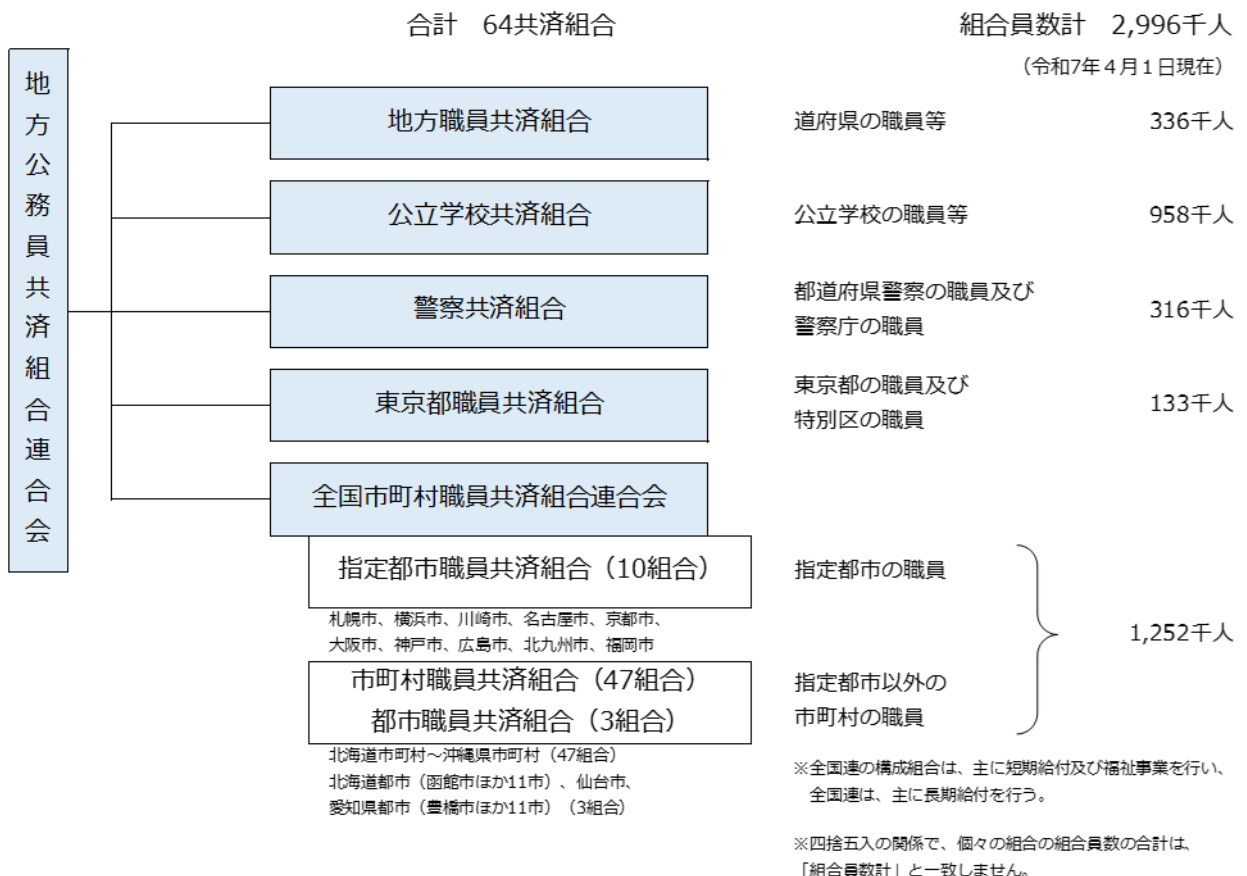 合計　64共済組合
組合員数計　2,996千人
（令和7年４月１日現在）
地方公務員共済組合連合会
地方職員共済組合
道府県の職員等
336千人
公立学校共済組合
公立学校の職員等
958千人
警察共済組合
都道府県警察の職員及び
警察庁の職員
316千人
東京都職員共済組合
東京都の職員及び
特別区の職員
133千人
全国市町村職員共済組合連合会
指定都市職員共済組合（10組合）
指定都市の職員
札幌市、横浜市、川崎市、名古屋市、京都市、
大阪市、神戸市、広島市、北九州市、福岡市
1,252千人
市町村職員共済組合（47組合）
都市職員共済組合（3組合）
指定都市以外の
市町村の職員
北海道市町村～沖縄県市町村（47組合）
北海道都市（函館市ほか11市）、仙台市、
愛知県都市（豊橋市ほか11市）（3組合）
※全国連の構成組合は、主に短期給付及び福祉事業を行い、
全国連は、主に長期給付を行う。
※四捨五入の関係で、個々の組合の組合員数の合計は、
「組合員数計」と一致しません。